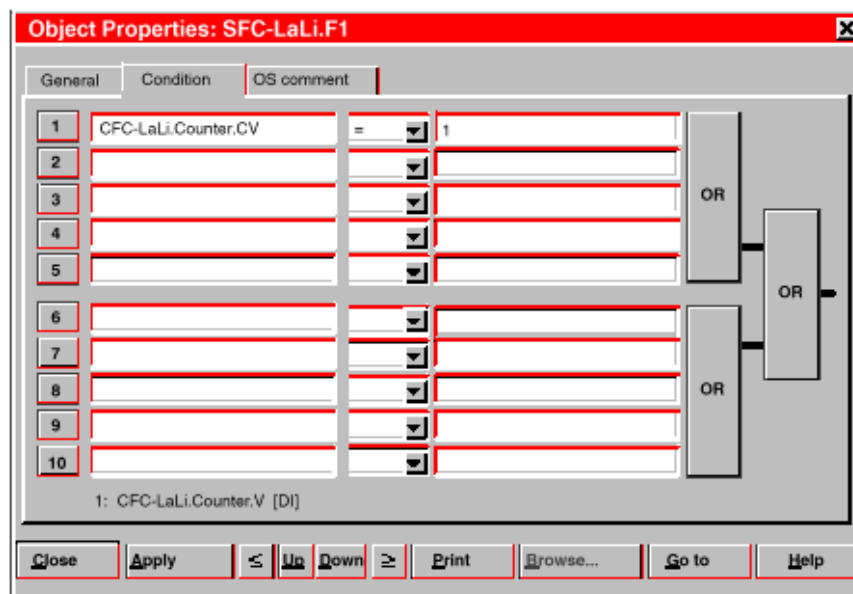 Object Properties: SFC-LaLi.F1
General Condition OS comment
1 CFC-LaLi.Counter.CV = 1
2
3
4
5
OR
OR
6
7
8
9
10
OR
1: CFC-LaLi.Counter.V [DI]
Close Apply ≤ Up Down ≥ Print Browse... Go to Help